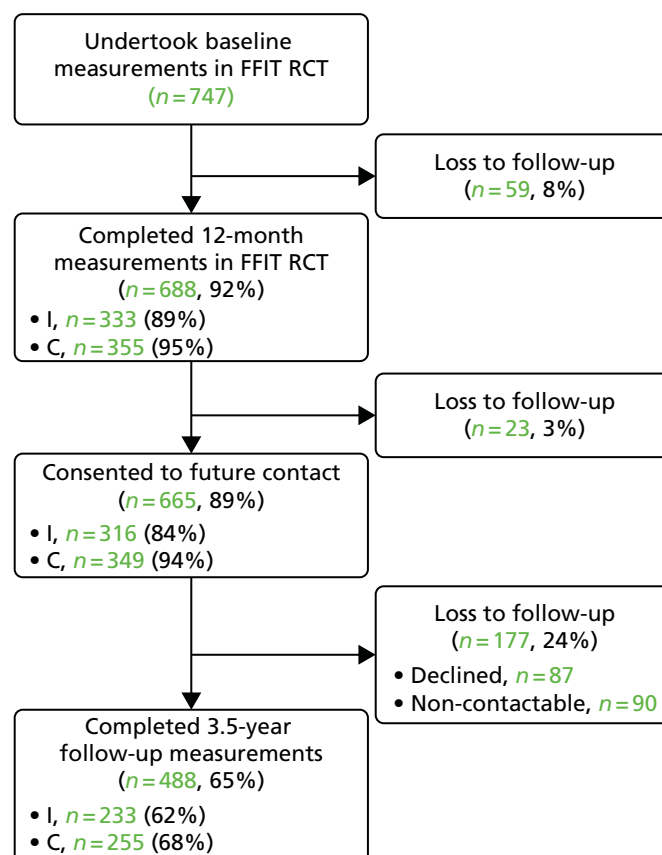 Undertook baseline
measurements in FFIT RCT
(n=747)
Loss to follow-up
(n=59, 8%)
Completed 12-month
measurements in FFIT RCT
(n=688, 92%)
• I, n=333 (89%)
• C, n=355 (95%)
Loss to follow-up
(n=23, 3%)
Consented to future contact
(n=665, 89%)
• I, n=316 (84%)
• C, n=349 (94%)
Loss to follow-up
(n=177, 24%)
• Declined, n=87
• Non-contactable, n=90
Completed 3.5-year
follow-up measurements
(n=488, 65%)
• I, n=233 (62%)
• C, n=255 (68%)